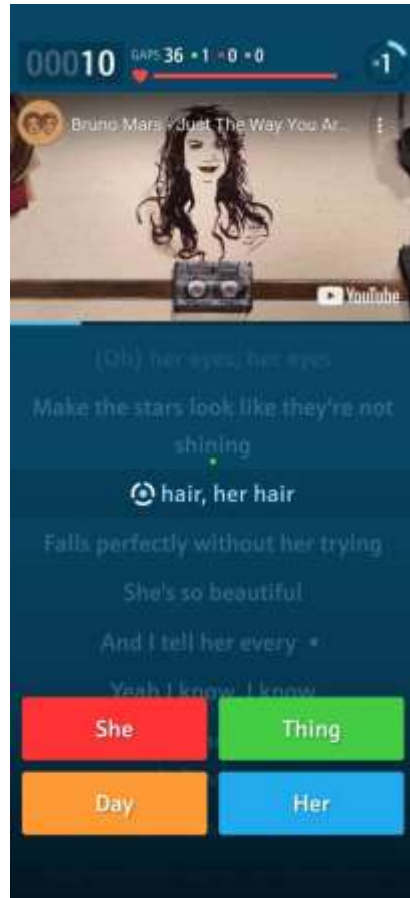 00010 GAPS 36 •1 •0 •0
1
Bruno Mars - Just The Way You Ar...
YouTube
(Oh) her eyes, her eyes
Make the stars look like they're not
shining
hair, her hair
Falls perfectly without her trying
She's so beautiful
And I tell her every •
Yeah I know, I know
She Thing
Day Her